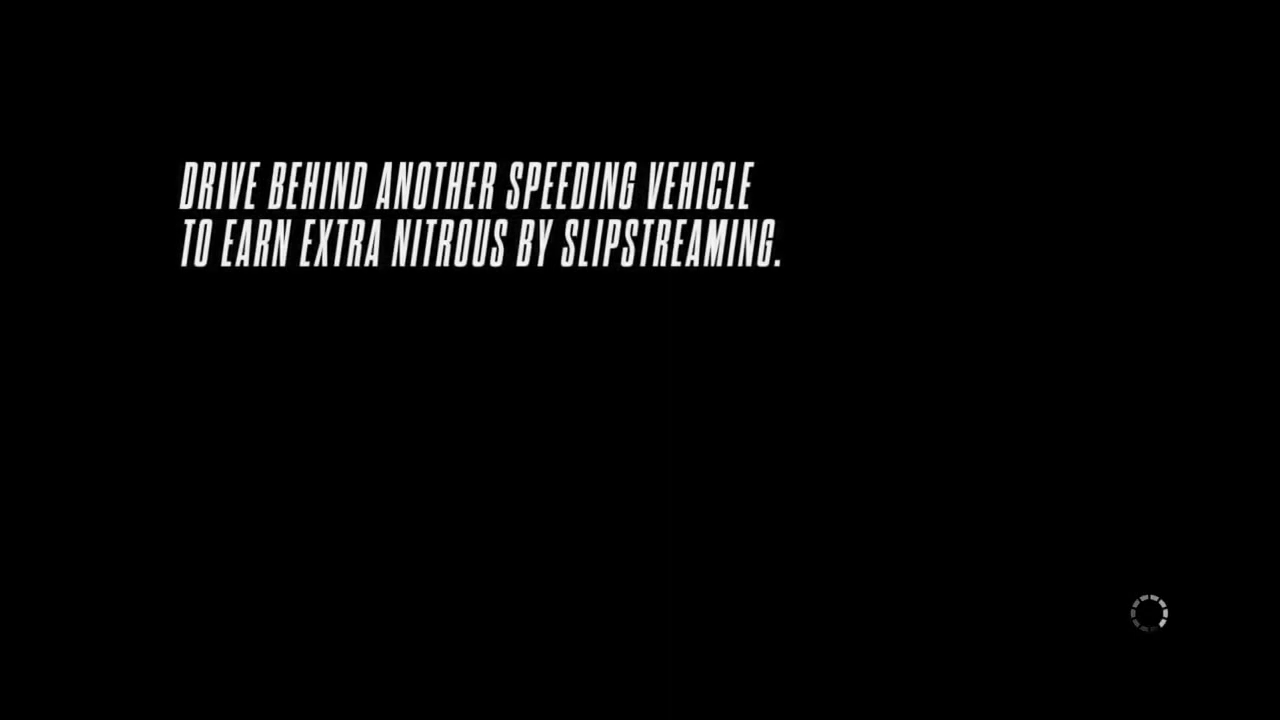 DRIVE BEHIND ANOTHER SPEEDING VEHICLE
TO EARN EXTRA NITROUS BY SLIPSTREAMING.